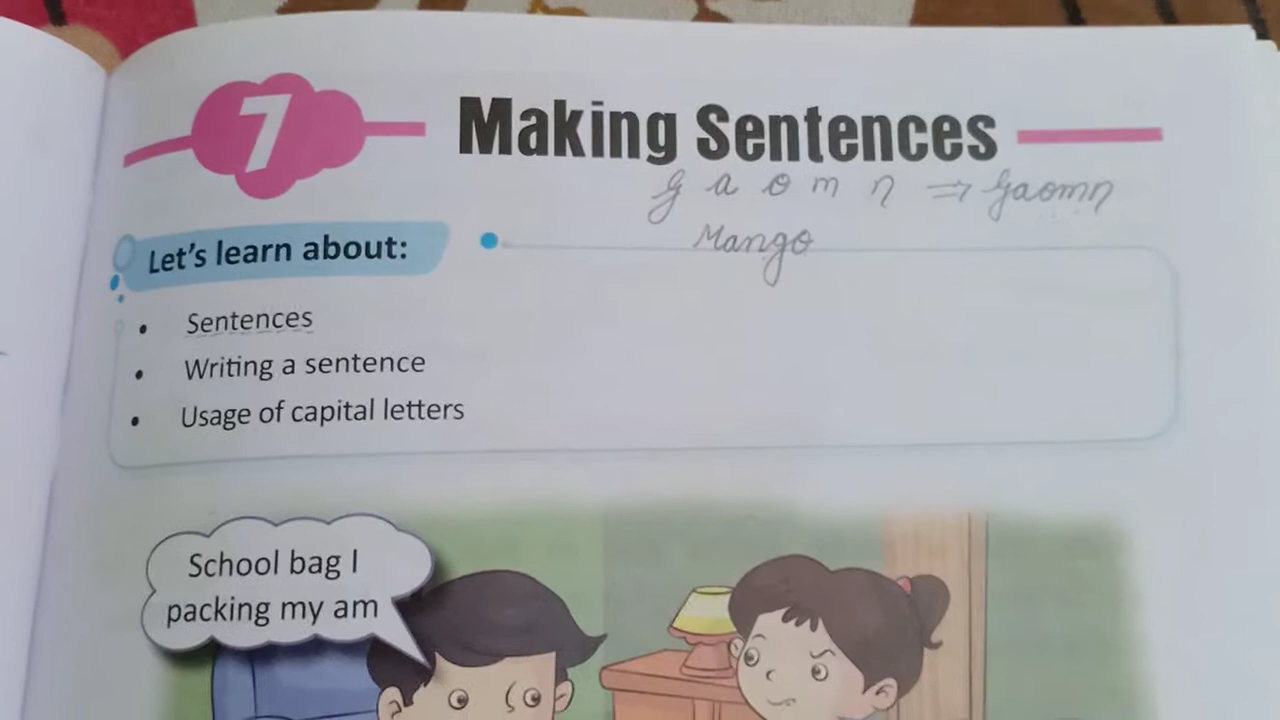 7
Making Sentences
g a o m n ⇒ gaomn
Mango
Let's learn about:
• Sentences
• Writing a sentence
• Usage of capital letters
School bag I
packing my am